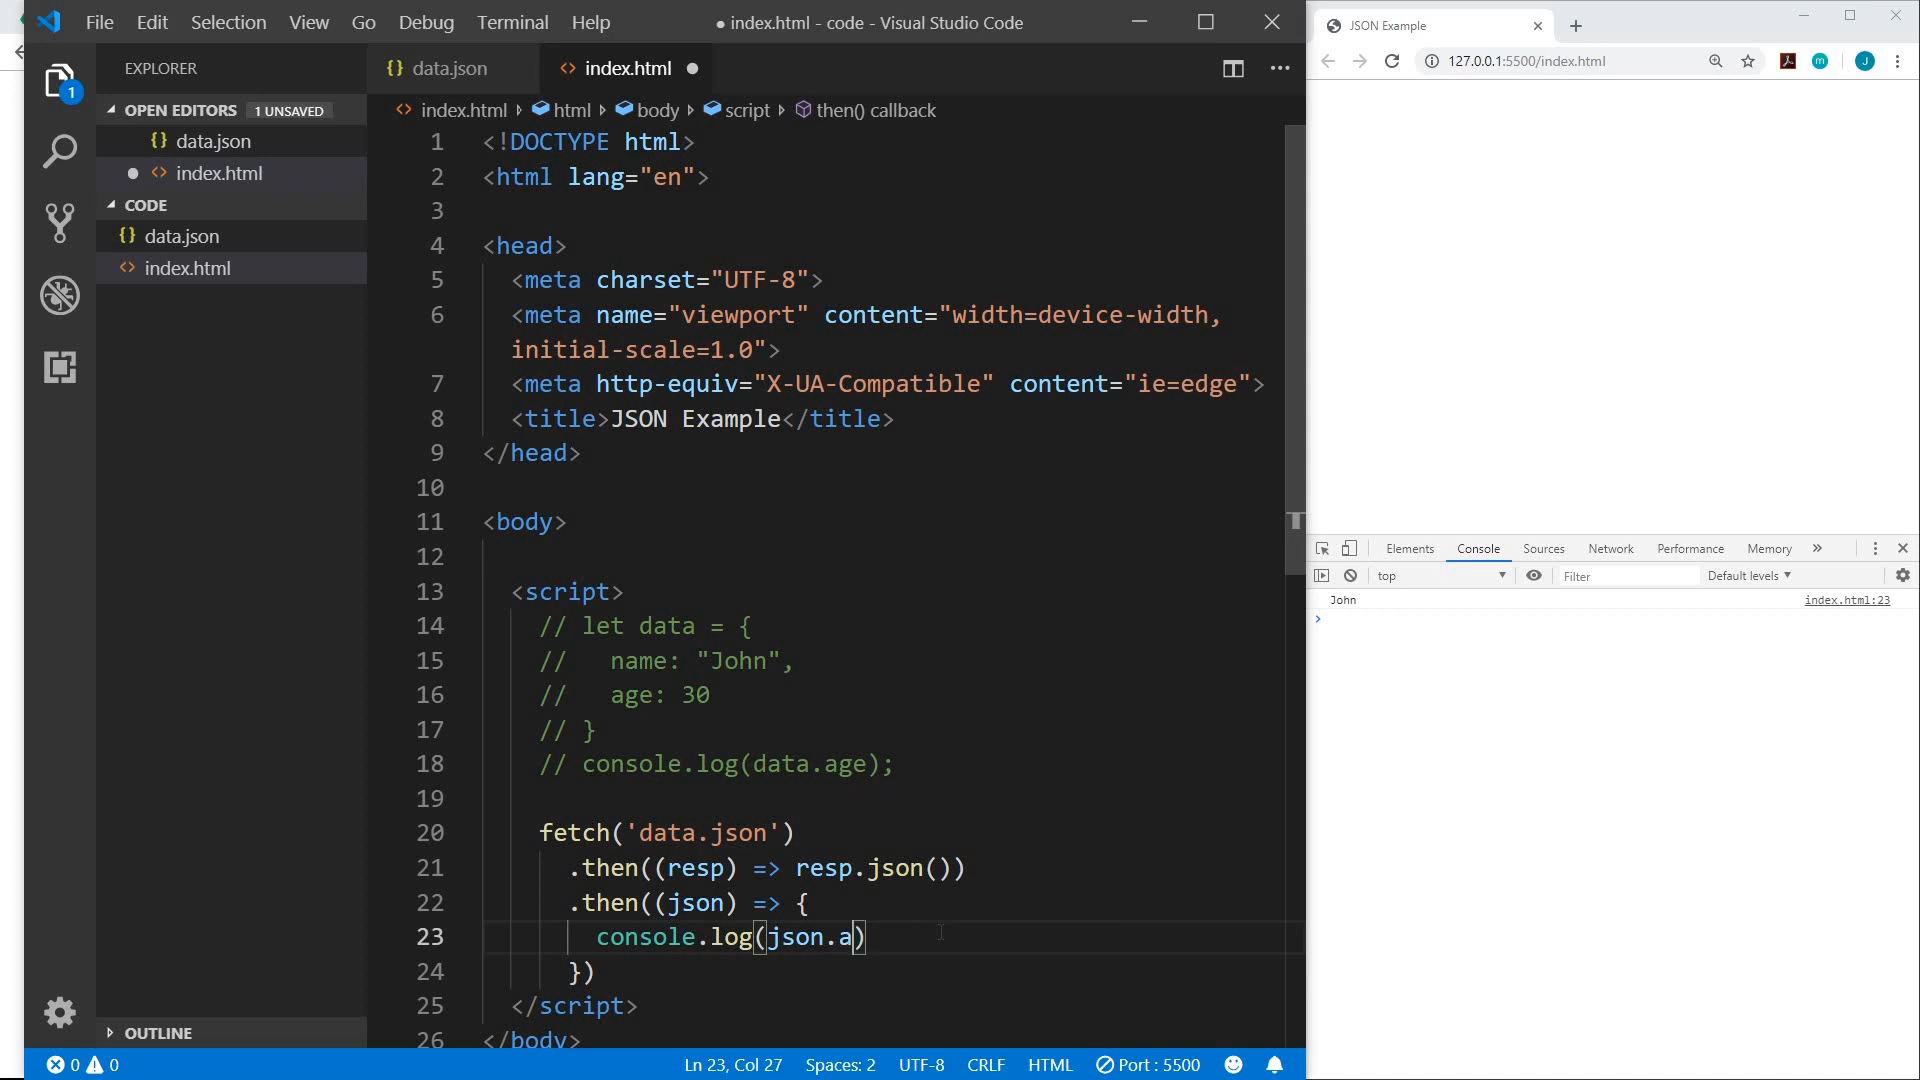 File Edit Selection View Go Debug Terminal Help ● index.html - code - Visual Studio Code
EXPLORER
OPEN EDITORS 1 UNSAVED
{} data.json
● <> index.html
CODE
{} data.json
<> index.html
OUTLINE
1
{} data.json <> index.html ●
<> index.html › html › body › script › then() callback
1 <!DOCTYPE html>
2 <html lang="en">
3
4 <head>
5 <meta charset="UTF-8">
6 <meta name="viewport" content="width=device-width,
initial-scale=1.0">
7 <meta http-equiv="X-UA-Compatible" content="ie=edge">
8 <title>JSON Example</title>
9 </head>
10
11 <body>
12
13 <script>
14 // let data = {
15 // name: "John",
16 // age: 30
17 // }
18 // console.log(data.age);
19
20 fetch('data.json')
21 .then((resp) => resp.json())
22 .then((json) => {
23 console.log(json.a)
24 })
25 </script>
26 </body>
0 0 Ln 23, Col 27 Spaces: 2 UTF-8 CRLF HTML Port : 5500
JSON Example
127.0.0.1:5500/index.html m J
Elements Console Sources Network Performance Memory »
top Filter Default levels
John index.html:23
›